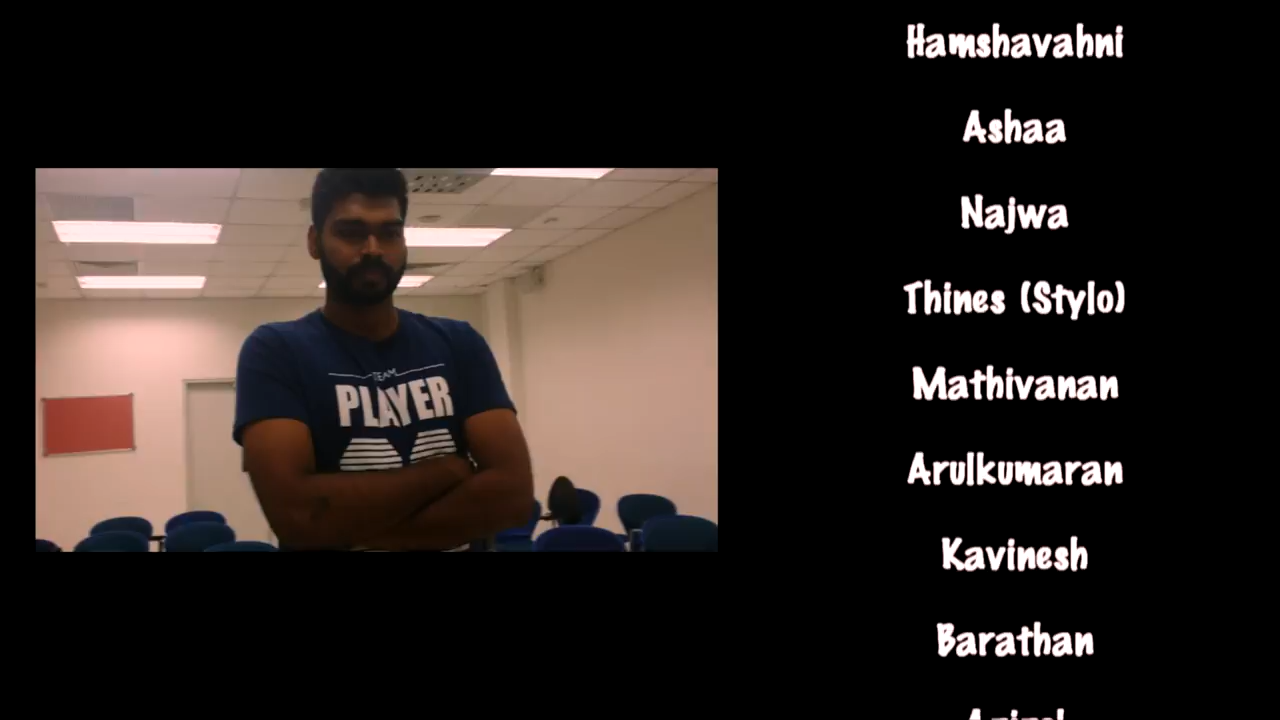 Hamshavahni
Ashaa
Najwa
Thines (Stylo)
Mathivanan
Arulkumaran
Kavinesh
Barathan
TEAM
PLAYER